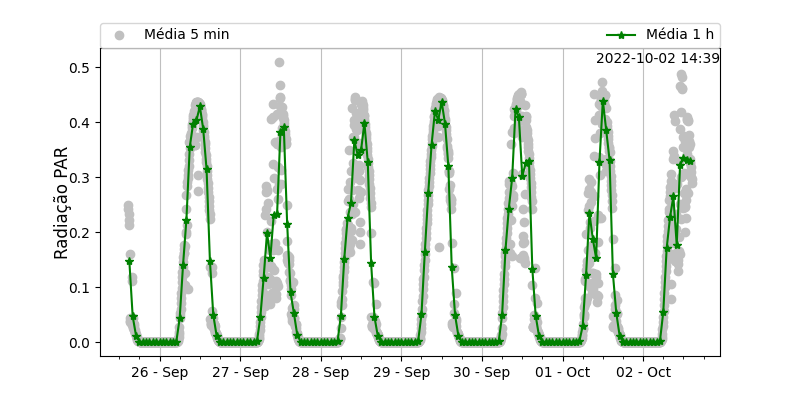 Média 5 min
Média 1 h
2022-10-02 14:39
Radiação PAR
0.5
0.4
0.3
0.2
0.1
0.0
26 - Sep
27 - Sep
28 - Sep
29 - Sep
30 - Sep
01 - Oct
02 - Oct